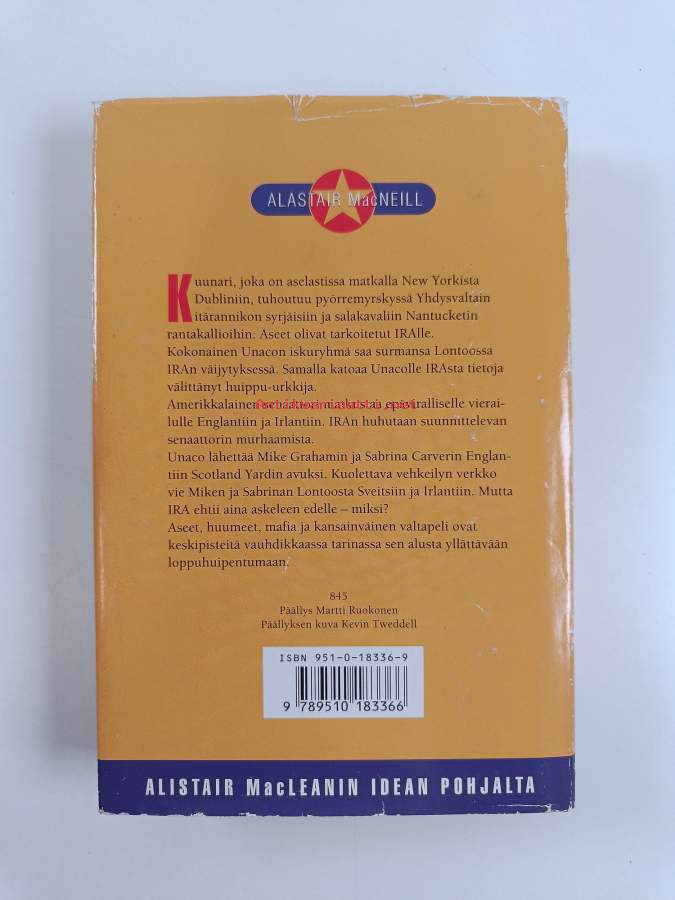 ALASTAIR MacNEILL
Kuunari, joka on aselastissa matkalla New Yorkista
Dubliniin, tuhoutuu pyörremyrskyssä Yhdysvaltain
itärannikon syrjäisiin ja salakavaliin Nantucketin
rantakallioihin. Aseet olivat tarkoitetut IRAlle.
Kokonainen Unacon iskuryhmä saa surmansa Lontoossa
IRAn väijytyksessä. Samalla katoaa Unacolle IRAsta tietoja
välittänyt huippu-urkkija.
Amerikkalainen senaattori matkustaa epäviralliselle vierai-
lulle Englantiin ja Irlantiin. IRAn huhutaan suunnittelevan
senaattorin murhaamista.
Unaco lähettää Mike Grahamin ja Sabrina Carverin Englan-
tiin Scotland Yardin avuksi. Kuolettava vehkeilyn verkko
vie Miken ja Sabrinan Lontoosta Sveitsiin ja Irlantiin. Mutta
IRA ehtii aina askeleen edelle – miksi?
Aseet, huumeet, mafia ja kansainväinen valtapeli ovat
keskipisteitä vauhdikkaassa tarinassa sen alusta yllättävään
loppuhuipentumaan.
845
Päällys Martti Ruokonen
Päällyksen kuva Kevin Tweddell
ISBN 951-0-18336-9
9 789510 183366
ALISTAIR MacLEANIN IDEAN POHJALTA